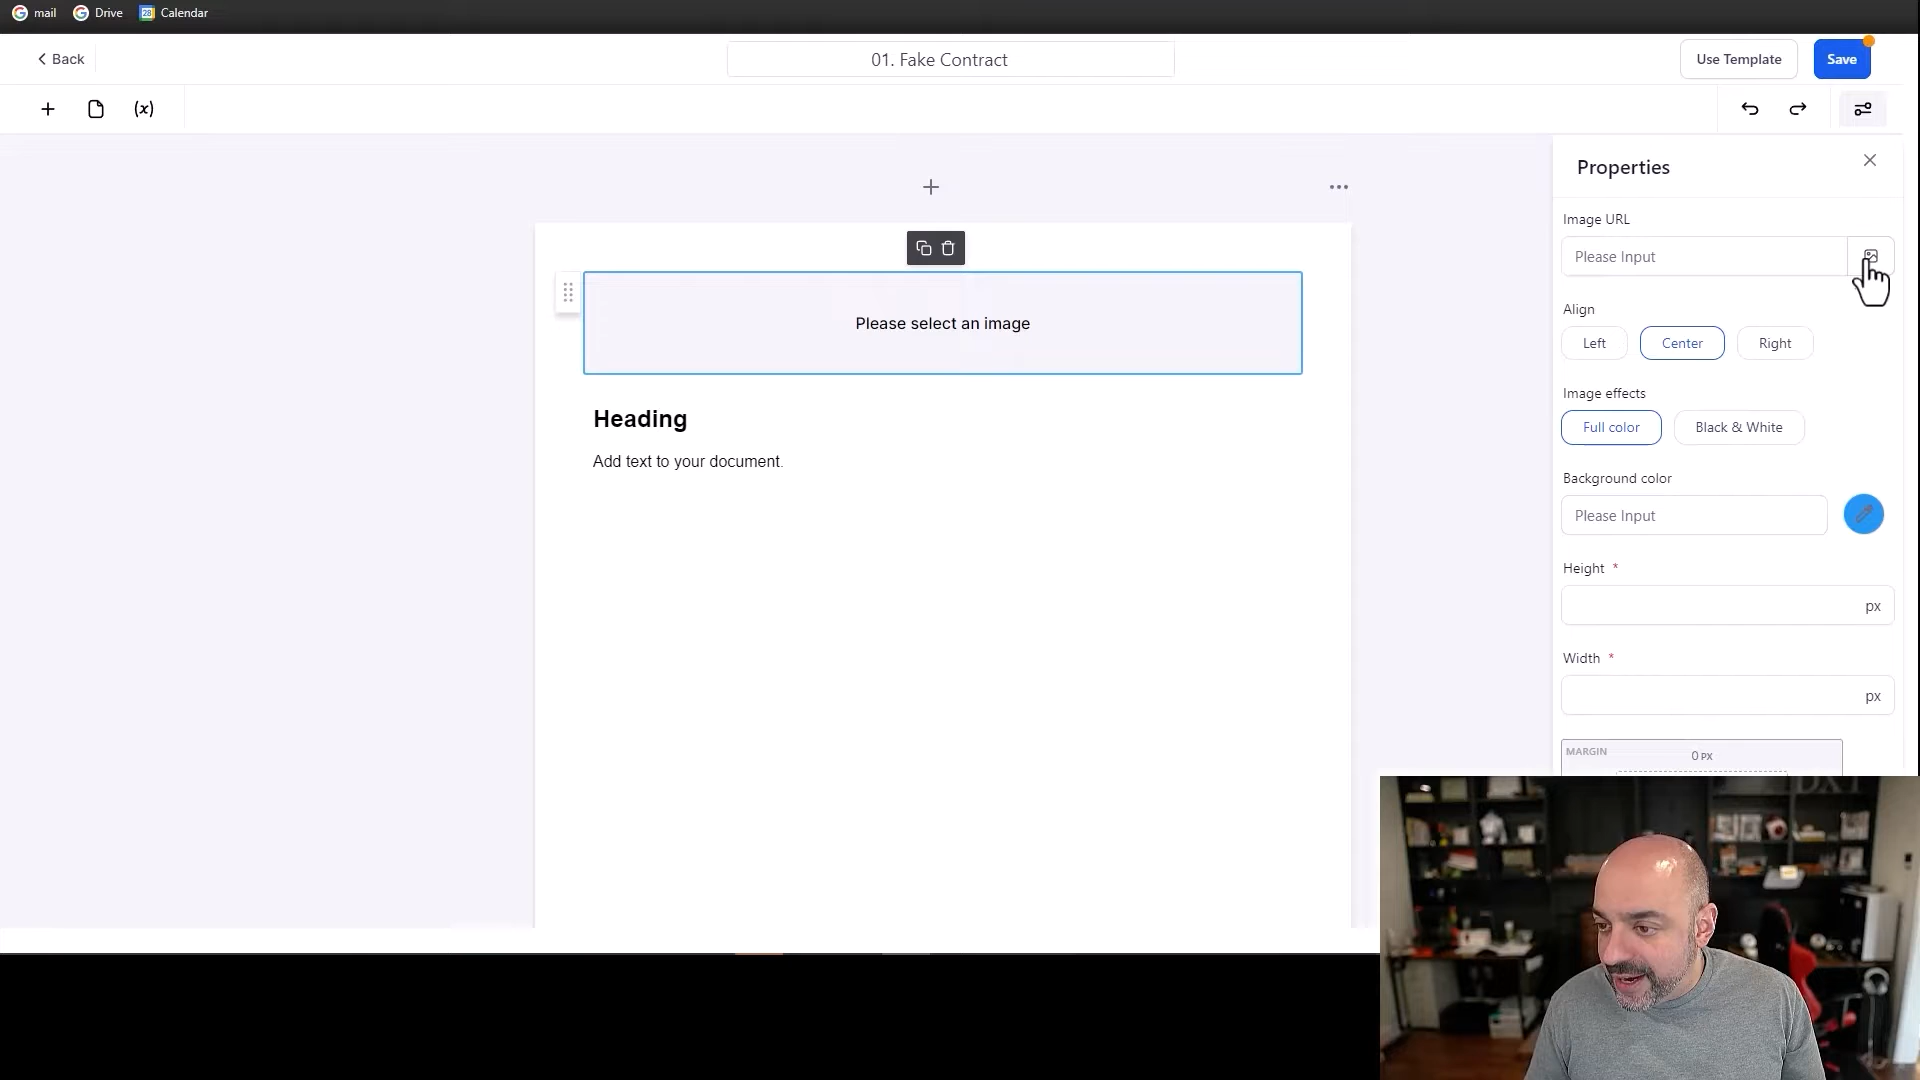 mail Drive 28 Calendar
Back 01. Fake Contract Use Template Save
(x)
Properties
Image URL
Please Input
Please select an image
Align
Left Center Right
Image effects
Full color Black & White
Heading
Add text to your document.
Background color
Please Input
Height *
px
Width *
px
MARGIN 0 PX